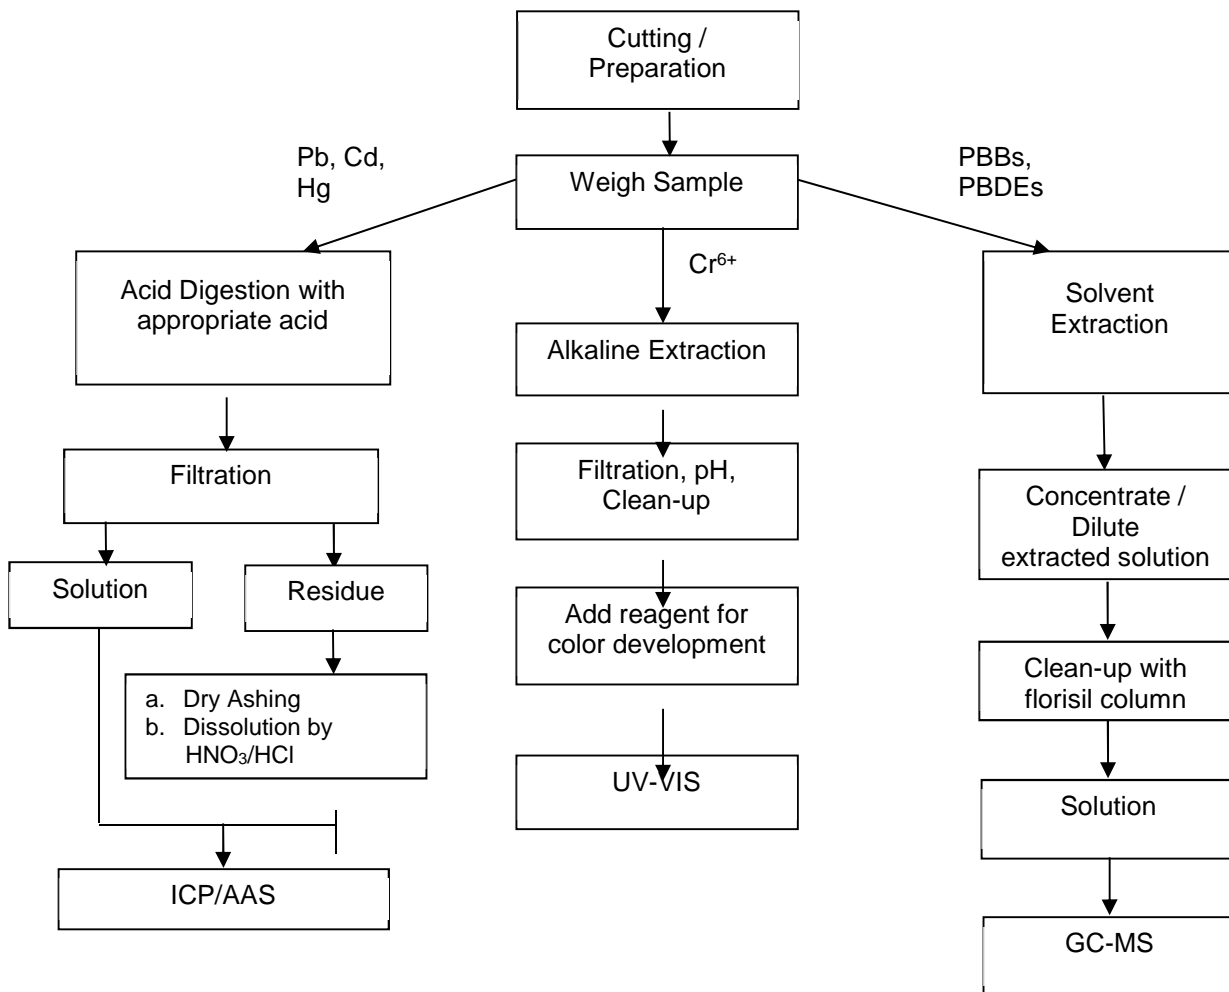 Cutting /
Preparation
Pb, Cd,
Hg
Weigh Sample
PBBs,
PBDEs
Cr⁶⁺
Acid Digestion with
appropriate acid
Alkaline Extraction
Solvent
Extraction
Filtration
Filtration, pH,
Clean-up
Concentrate /
Dilute
extracted solution
Solution
Residue
Add reagent for
color development
Clean-up with
florisil column
a. Dry Ashing
b. Dissolution by
HNO₃/HCl
UV-VIS
Solution
ICP/AAS
GC-MS